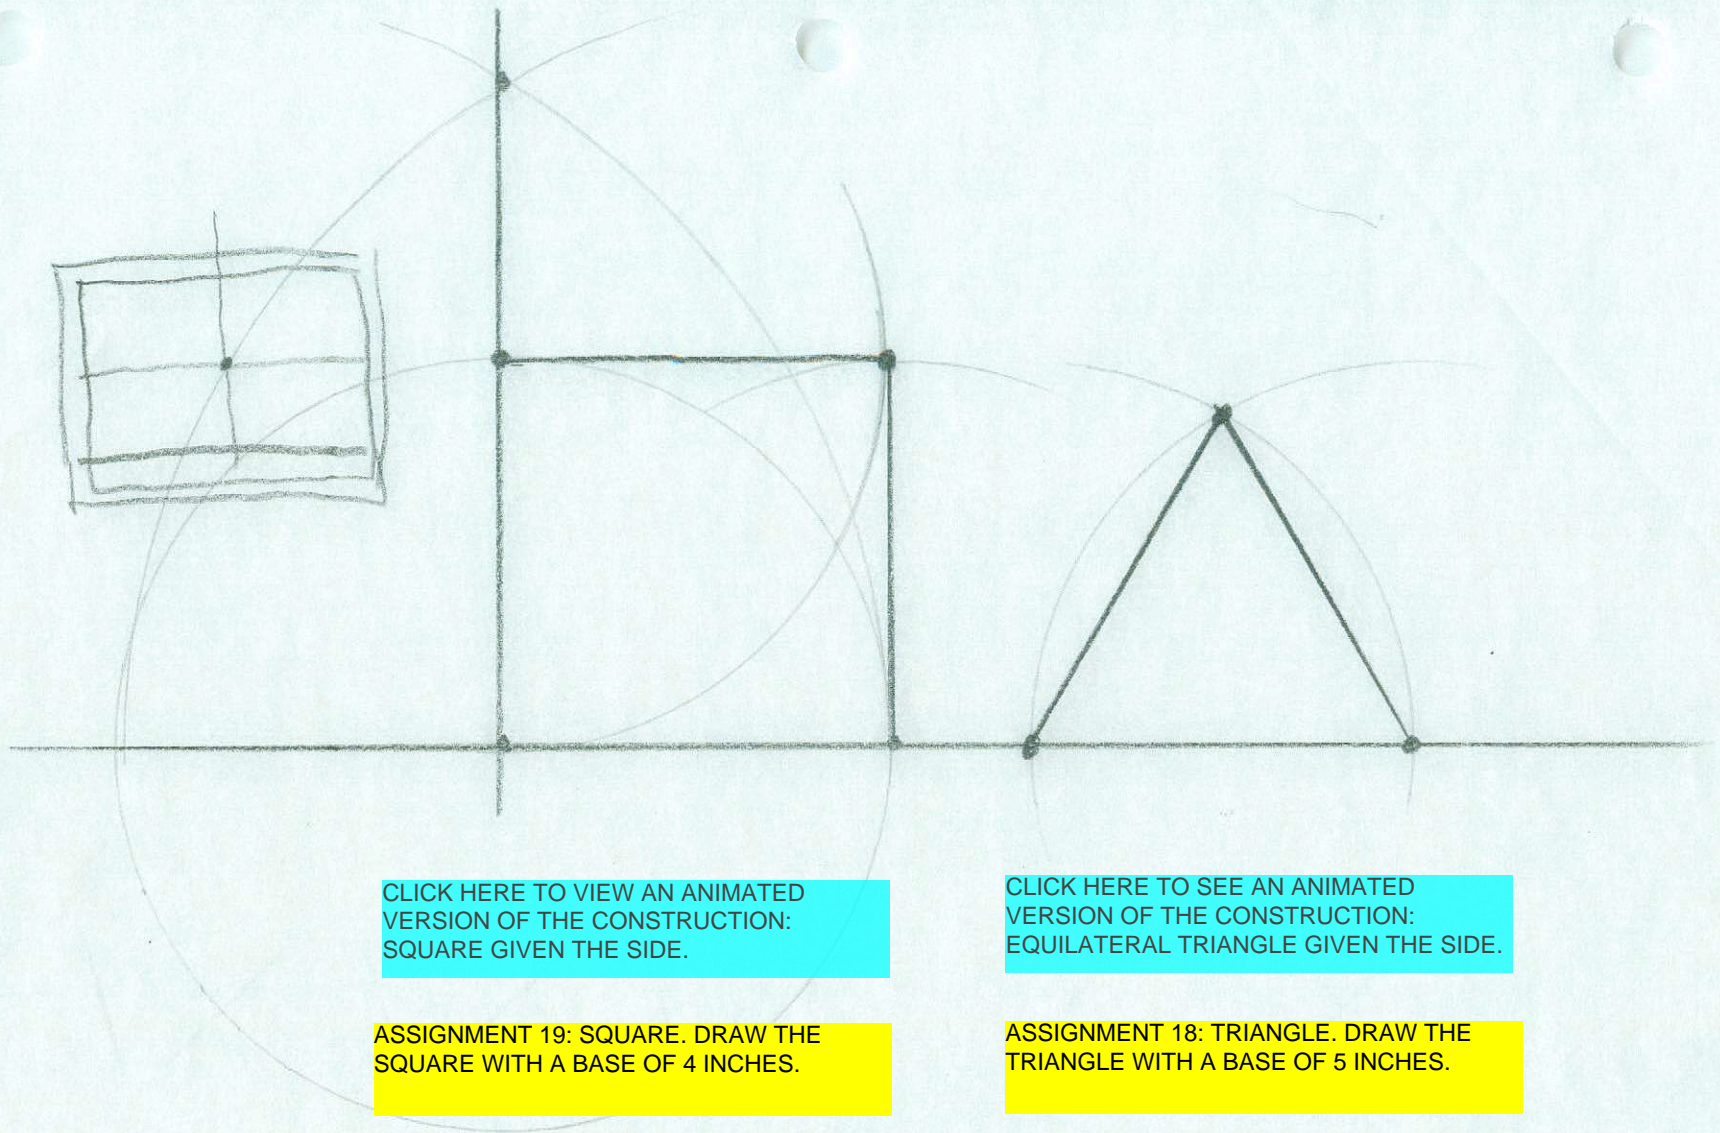 CLICK HERE TO VIEW AN ANIMATED
VERSION OF THE CONSTRUCTION:
SQUARE GIVEN THE SIDE.
ASSIGNMENT 19: SQUARE. DRAW THE
SQUARE WITH A BASE OF 4 INCHES.
CLICK HERE TO SEE AN ANIMATED
VERSION OF THE CONSTRUCTION:
EQUILATERAL TRIANGLE GIVEN THE SIDE.
ASSIGNMENT 18: TRIANGLE. DRAW THE
TRIANGLE WITH A BASE OF 5 INCHES.